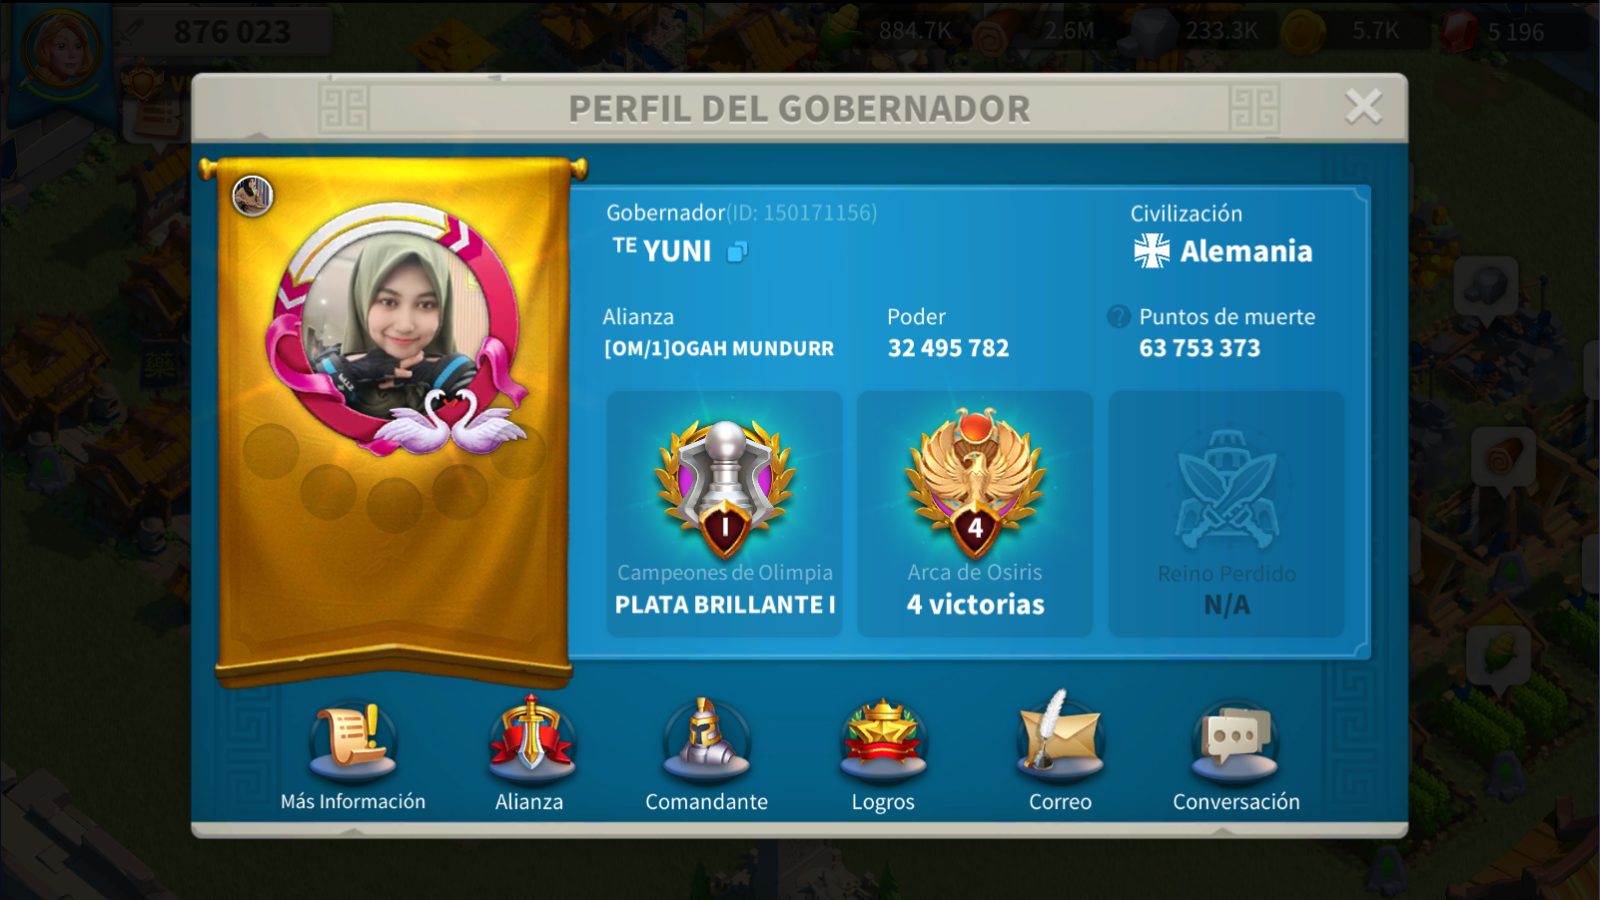 876 023
884.7K
2.6M
233.3K
5.7K
5 196
PERFIL DEL GOBERNADOR
Gobernador(ID: 150171156)
ᵀᴱ YUNI
Civilización
Alemania
Alianza
[OM/1]OGAH MUNDURR
Poder
32 495 782
? Puntos de muerte
63 753 373
I
Campeones de Olimpia
PLATA BRILLANTE I
4
Arca de Osiris
4 victorias
Reino Perdido
N/A
Más Información
Alianza
Comandante
Logros
Correo
Conversación